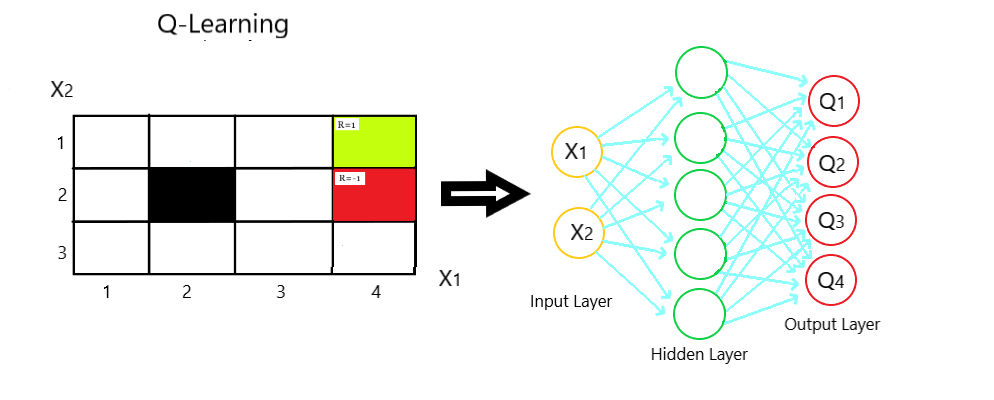 Q-Learning
X2
1
R=1
2
R=-1
3
X1
1
2
3
4
X1
X2
Input Layer
Hidden Layer
Q1
Q2
Q3
Q4
Output Layer